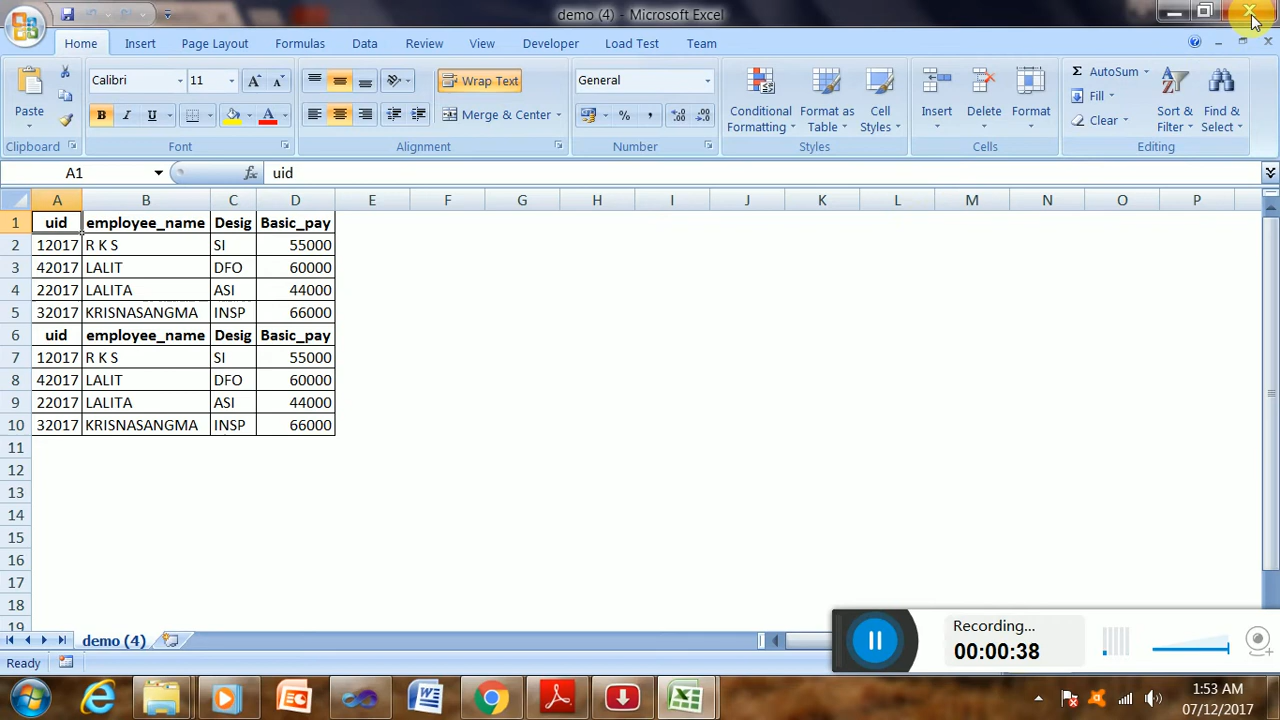 demo (4) - Microsoft Excel
Home Insert Page Layout Formulas Data Review View Developer Load Test Team
Calibri 11 Wrap Text General
Paste
B I U Merge & Center % ,
Conditional Formatting Format as Table Cell Styles
Insert Delete Format
Σ AutoSum
Fill
Clear
Sort & Filter Find & Select
Clipboard Font Alignment Number Styles Cells Editing
A1 fx uid
A B C D E F G H I J K L M N O P
1 uid employee_name Desig Basic_pay
2 12017 R K S SI 55000
3 42017 LALIT DFO 60000
4 22017 LALITA ASI 44000
5 32017 KRISNASANGMA INSP 66000
6 uid employee_name Desig Basic_pay
7 12017 R K S SI 55000
8 42017 LALIT DFO 60000
9 22017 LALITA ASI 44000
10 32017 KRISNASANGMA INSP 66000
11
12
13
14
15
16
17
18
19
demo (4)
Ready
Recording...
00:00:38
1:53 AM
07/12/2017